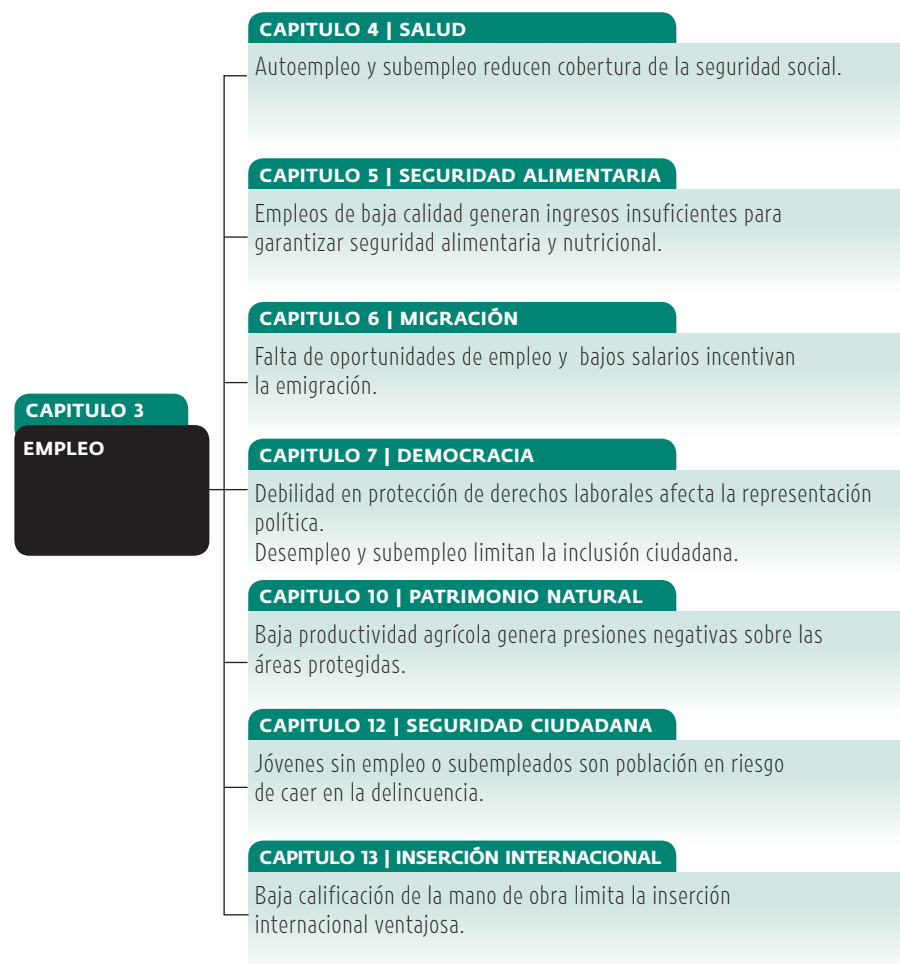 CAPITULO 4 | SALUD
Autoempleo y subempleo reducen cobertura de la seguridad social.
CAPITULO 5 | SEGURIDAD ALIMENTARIA
Empleos de baja calidad generan ingresos insuficientes para
garantizar seguridad alimentaria y nutricional.
CAPITULO 6 | MIGRACIÓN
Falta de oportunidades de empleo y bajos salarios incentivan
la emigración.
CAPITULO 3
EMPLEO
CAPITULO 7 | DEMOCRACIA
Debilidad en protección de derechos laborales afecta la representación
política.
Desempleo y subempleo limitan la inclusión ciudadana.
CAPITULO 10 | PATRIMONIO NATURAL
Baja productividad agrícola genera presiones negativas sobre las
áreas protegidas.
CAPITULO 12 | SEGURIDAD CIUDADANA
Jóvenes sin empleo o subempleados son población en riesgo
de caer en la delincuencia.
CAPITULO 13 | INSERCIÓN INTERNACIONAL
Baja calificación de la mano de obra limita la inserción
internacional ventajosa.